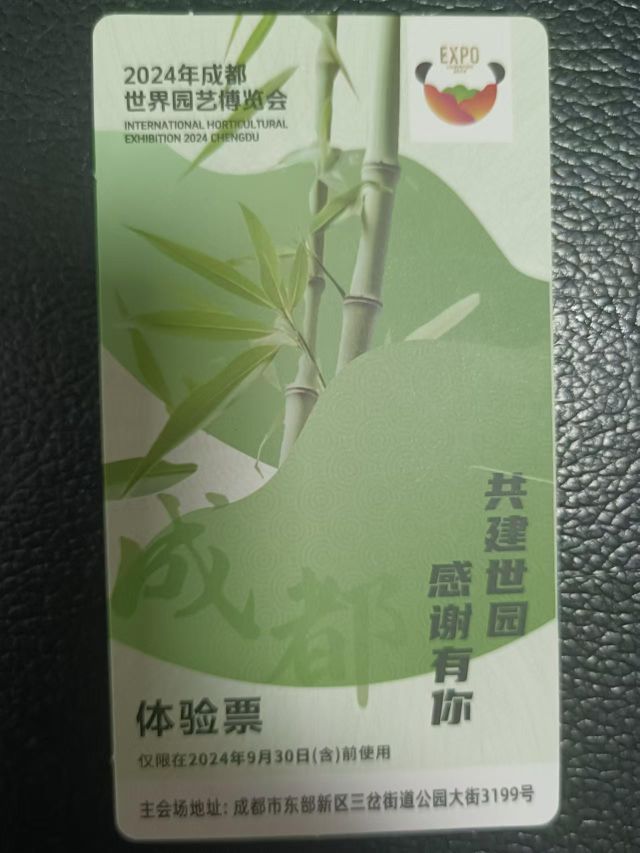 2024年成都
世界园艺博览会
INTERNATIONAL HORTICULTURAL
EXHIBITION 2024 CHENGDU
EXPO
共建世园
感谢有你
成都
体验票
仅限在2024年9月30日(含)前使用
主会场地址: 成都市东部新区三岔街道公园大街3199号